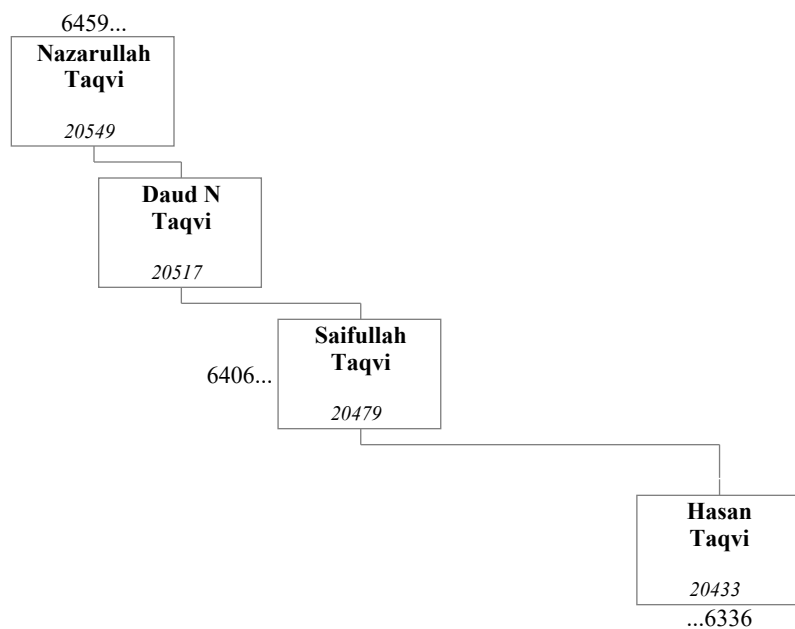 6459...
Nazarullah
Taqvi
20549
Daud N
Taqvi
20517
Saifullah
Taqvi
6406...
20479
Hasan
Taqvi
20433
...6336